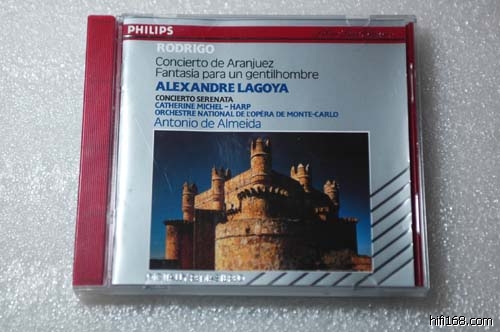 PHILIPS
RODRIGO
Concierto de Aranjuez
Fantasía para un gentilhombre
ALEXANDRE LAGOYA
CONCIERTO SERENATA
CATHERINE MICHEL – HARP
ORCHESTRE NATIONAL DE L'OPÉRA DE MONTE-CARLO
Antonio de Almeida
hifi168.com